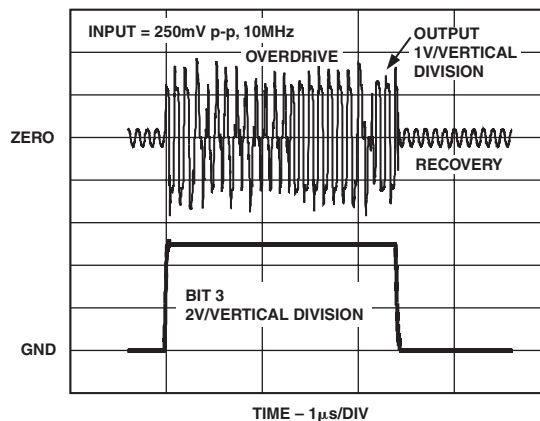 INPUT = 250mV p-p, 10MHz
OVERDRIVE
OUTPUT
1V/VERTICAL
DIVISION
ZERO
RECOVERY
BIT 3
2V/VERTICAL DIVISION
GND
TIME – 1μs/DIV